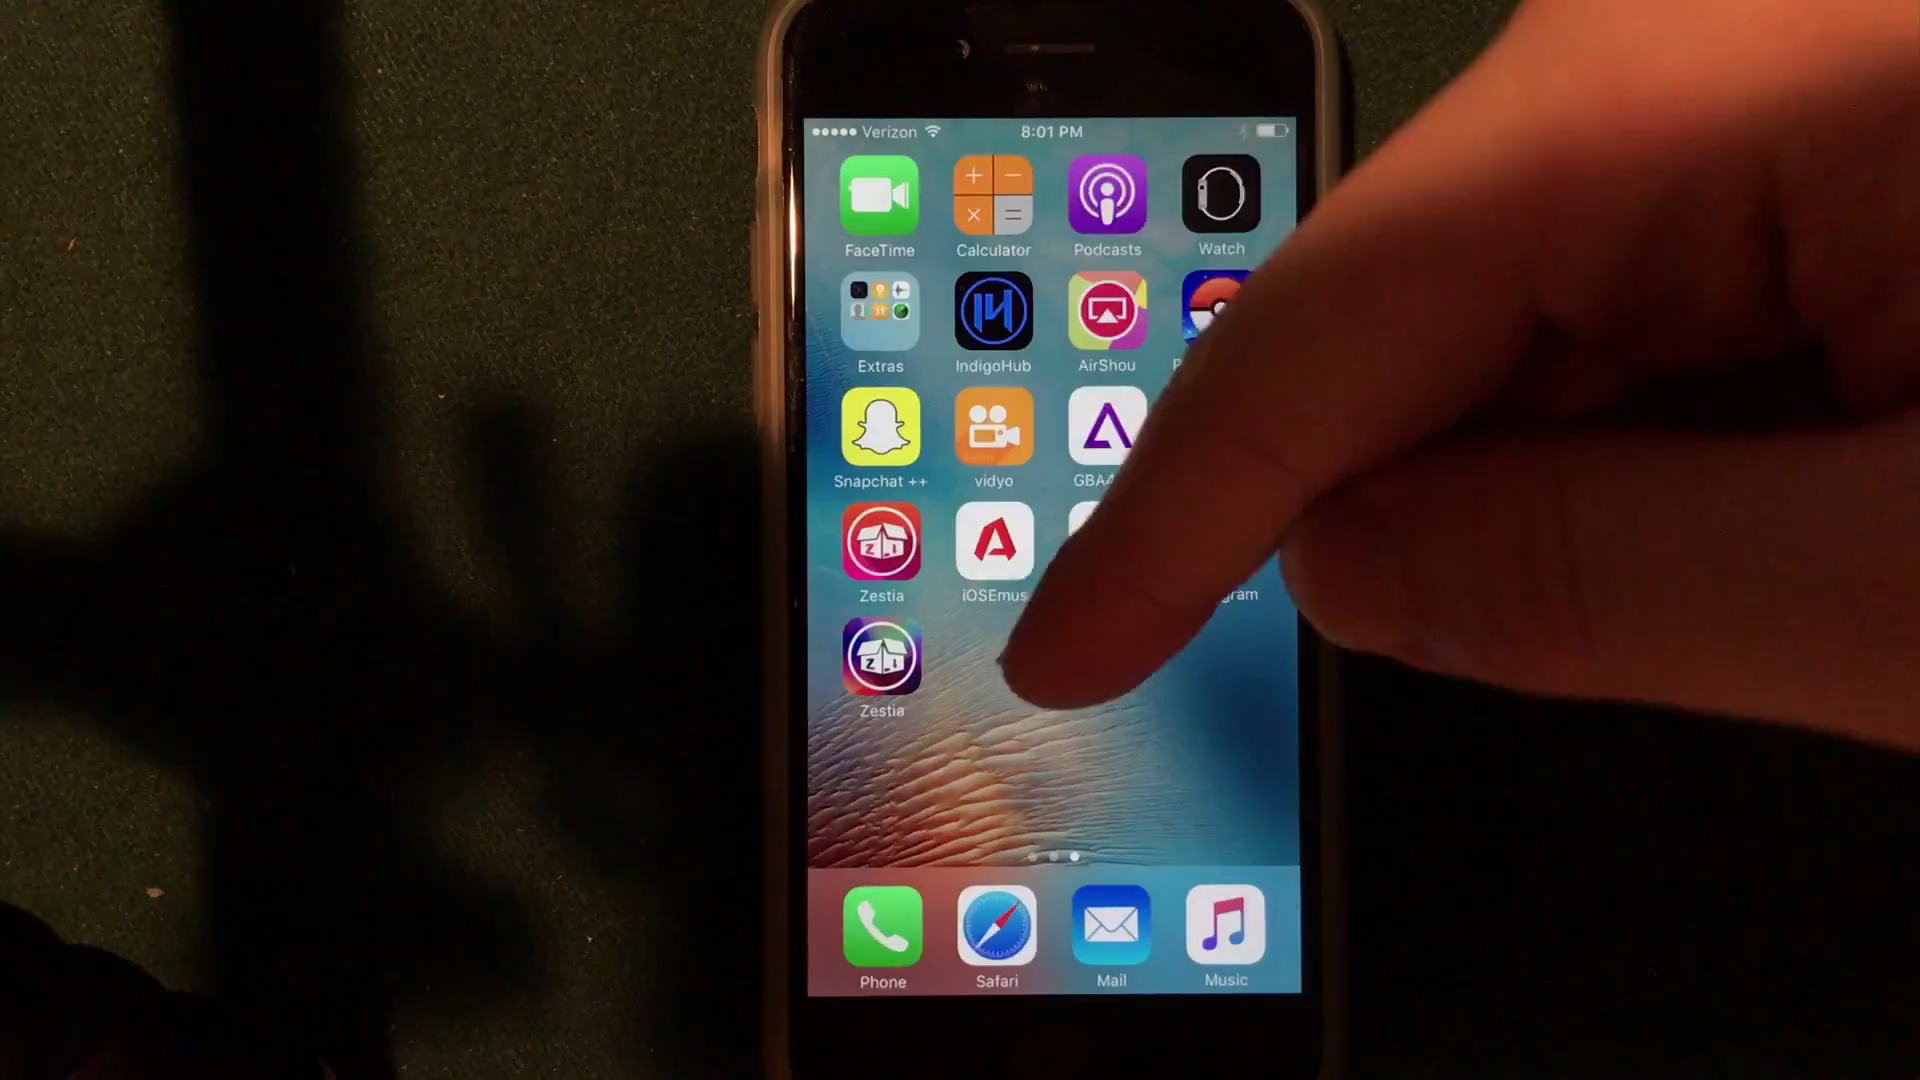 Verizon 8:01 PM
FaceTime Calculator Podcasts Watch
Extras IndigoHub AirShou
Snapchat ++ vidyo
Zestia iOSEmus
Zestia
Phone Safari Mail Music